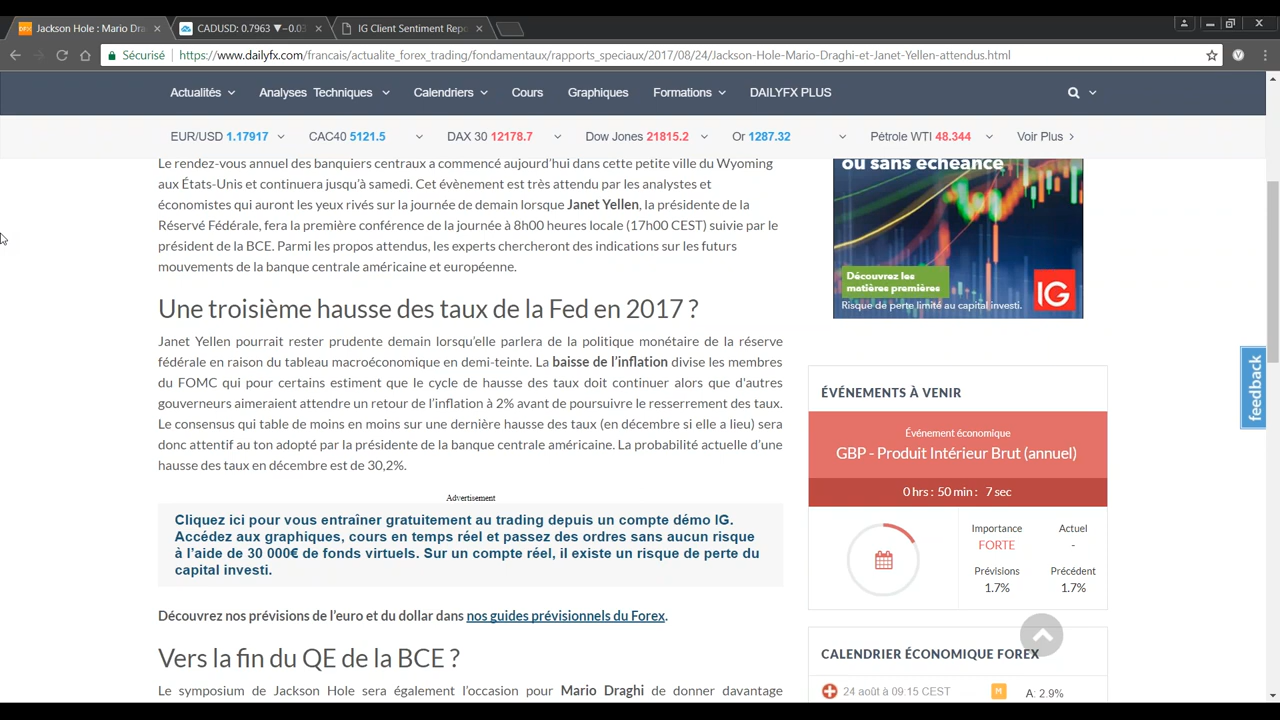 Jackson Hole : Mario Dra
CADUSD: 0.7963 ▼−0.03
IG Client Sentiment Repo
Sécurisé
https://www.dailyfx.com/francais/actualite_forex_trading/fondamentaux/rapports_speciaux/2017/08/24/Jackson-Hole-Mario-Draghi-et-Janet-Yellen-attendus.html
Actualités Analyses Techniques Calendriers Cours Graphiques Formations DAILYFX PLUS
EUR/USD 1.17917 CAC40 5121.5 DAX 30 12178.7 Dow Jones 21815.2 Or 1287.32 Pétrole WTI 48.344 Voir Plus
Le rendez-vous annuel des banquiers centraux a commencé aujourd’hui dans cette petite ville du Wyoming
aux États-Unis et continuera jusqu’à samedi. Cet évènement est très attendu par les analystes et
économistes qui auront les yeux rivés sur la journée de demain lorsque Janet Yellen, la présidente de la
Réservé Fédérale, fera la première conférence de la journée à 8h00 heures locale (17h00 CEST) suivie par le
président de la BCE. Parmi les propos attendus, les experts chercheront des indications sur les futurs
mouvements de la banque centrale américaine et européenne.
Une troisième hausse des taux de la Fed en 2017 ?
Janet Yellen pourrait rester prudente demain lorsqu’elle parlera de la politique monétaire de la réserve
fédérale en raison du tableau macroéconomique en demi-teinte. La baisse de l’inflation divise les membres
du FOMC qui pour certains estiment que le cycle de hausse des taux doit continuer alors que d'autres
gouverneurs aimeraient attendre un retour de l’inflation à 2% avant de poursuivre le resserrement des taux.
Le consensus qui table de moins en moins sur une dernière hausse des taux (en décembre si elle a lieu) sera
donc attentif au ton adopté par la présidente de la banque centrale américaine. La probabilité actuelle d’une
hausse des taux en décembre est de 30,2%.
Advertisement
Cliquez ici pour vous entraîner gratuitement au trading depuis un compte démo IG.
Accédez aux graphiques, cours en temps réel et passez des ordres sans aucun risque
à l’aide de 30 000€ de fonds virtuels. Sur un compte réel, il existe un risque de perte du
capital investi.
Découvrez nos prévisions de l’euro et du dollar dans nos guides prévisionnels du Forex.
Vers la fin du QE de la BCE ?
Le symposium de Jackson Hole sera également l’occasion pour Mario Draghi de donner davantage
ou sans échéance
Découvrez les
matières premières
IG
Risque de perte limité au capital investi.
feedback
ÉVÉNEMENTS À VENIR
Événement économique
GBP - Produit Intérieur Brut (annuel)
0 hrs : 50 min : 7 sec
Importance Actuel
FORTE -
Prévisions Précédent
1.7% 1.7%
CALENDRIER ÉCONOMIQUE FOREX
24 août à 09:15 CEST M A: 2.9%